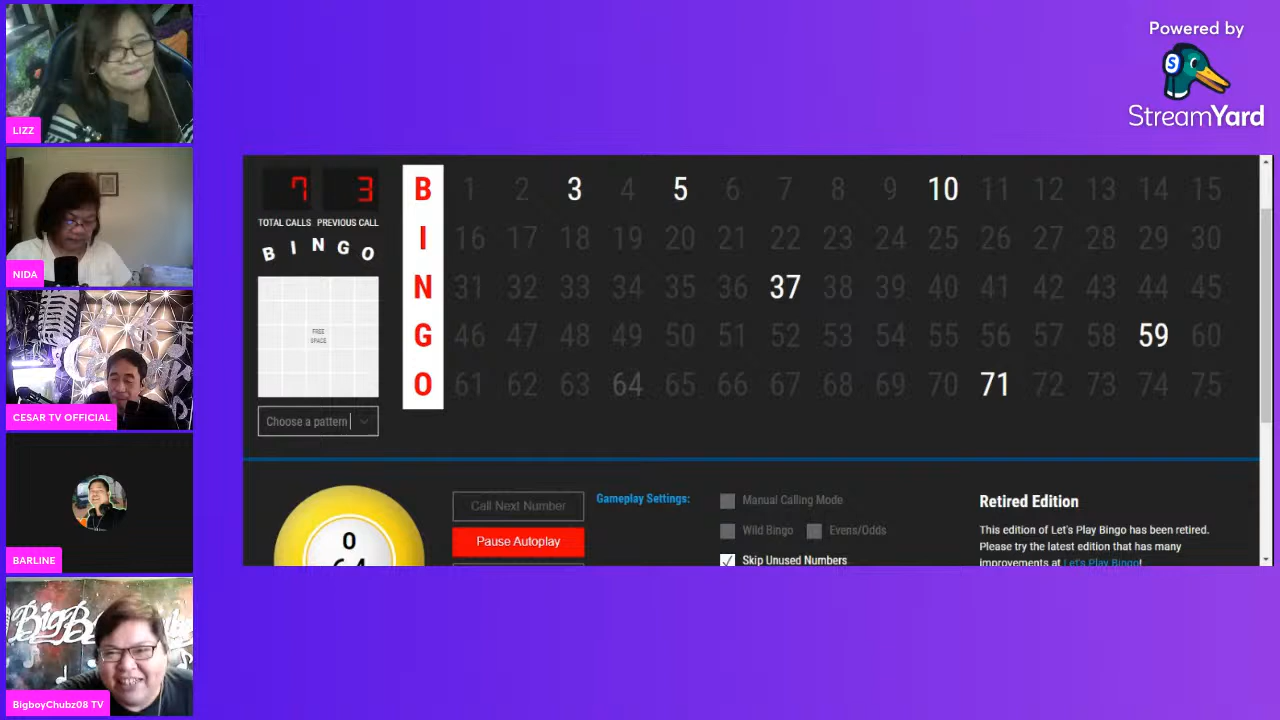 LIZZ
NIDA
CESAR TV OFFICIAL
BARLINE
BigboyChubz08 TV
Powered by
StreamYard
7 3
TOTAL CALLS PREVIOUS CALL
B I N G O
FREE
SPACE
Choose a pattern
B 1 2 3 4 5 6 7 8 9 10 11 12 13 14 15
I 16 17 18 19 20 21 22 23 24 25 26 27 28 29 30
N 31 32 33 34 35 36 37 38 39 40 41 42 43 44 45
G 46 47 48 49 50 51 52 53 54 55 56 57 58 59 60
O 61 62 63 64 65 66 67 68 69 70 71 72 73 74 75
O
64
Call Next Number
Pause Autoplay
Gameplay Settings:
Manual Calling Mode
Wild Bingo Evens/Odds
Skip Unused Numbers
Retired Edition
This edition of Let's Play Bingo has been retired.
Please try the latest edition that has many
improvements at Let's Play Bingo!